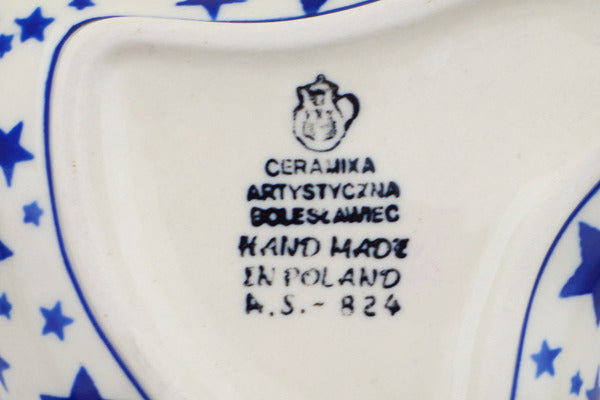 CERAMIKA
ARTYSTYCZNA
BOLESŁAWIEC
HAND MADE
IN POLAND
A.S.-824